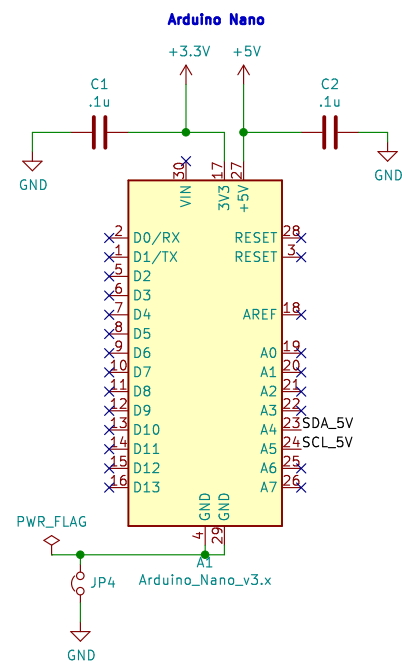 Arduino Nano
+3.3V
+5V
C1
.1u
C2
.1u
GND
GND
30
17
27
VIN
3V3
+5V
2 D0/RX RESET 28
1 D1/TX RESET 3
5 D2
6 D3
7 D4 AREF 18
8 D5
9 D6 A0 19
10 D7 A1 20
11 D8 A2 21
12 D9 A3 22
13 D10 A4 23 SDA_5V
14 D11 A5 24 SCL_5V
15 D12 A6 25
16 D13 A7 26
GND
GND
4
29
PWR_FLAG
A1
Arduino_Nano_v3.x
JP4
GND